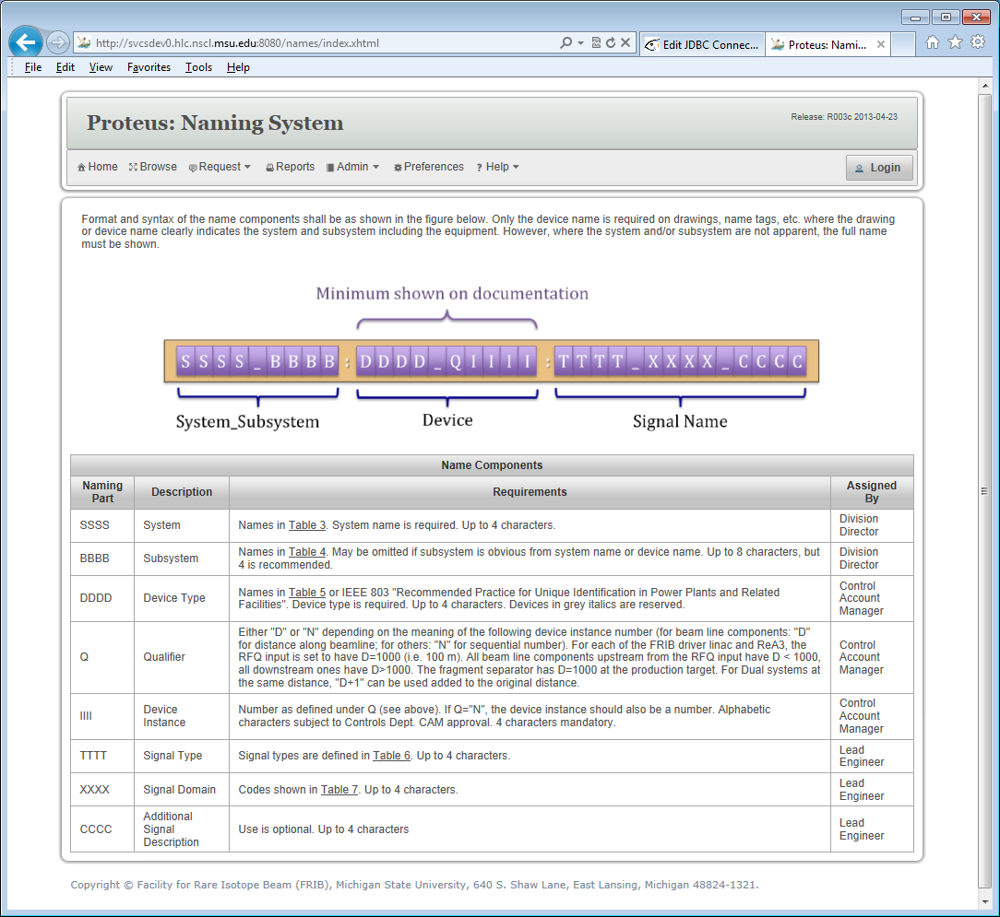 http://svcsdev0.hlc.nscl.msu.edu:8080/names/index.xhtml
Edit JDBC Connec...
Proteus: Nami...
File Edit View Favorites Tools Help
Proteus: Naming System
Release: R003c 2013-04-23
Home Browse Request Reports Admin Preferences ? Help
Login
Format and syntax of the name components shall be as shown in the figure below. Only the device name is required on drawings, name tags, etc. where the drawing
or device name clearly indicates the system and subsystem including the equipment. However, where the system and/or subsystem are not apparent, the full name
must be shown.
Minimum shown on documentation
S S S S _ B B B B : D D D D _ Q I I I I : T T T T _ X X X X _ C C C C
System_Subsystem
Device
Signal Name
Name Components
Naming
Part
Description
Requirements
Assigned
By
SSSS
System
Names in Table 3. System name is required. Up to 4 characters.
Division
Director
BBBB
Subsystem
Names in Table 4. May be omitted if subsystem is obvious from system name or device name. Up to 8 characters, but
4 is recommended.
Division
Director
DDDD
Device Type
Names in Table 5 or IEEE 803 "Recommended Practice for Unique Identification in Power Plants and Related
Facilities". Device type is required. Up to 4 characters. Devices in grey italics are reserved.
Control
Account
Manager
Q
Qualifier
Either "D" or "N" depending on the meaning of the following device instance number (for beam line components: "D"
for distance along beamline; for others: "N" for sequential number). For each of the FRIB driver linac and ReA3, the
RFQ input is set to have D=1000 (i.e. 100 m). All beam line components upstream from the RFQ input have D < 1000,
all downstream ones have D>1000. The fragment separator has D=1000 at the production target. For Dual systems at
the same distance, "D+1" can be used added to the original distance.
Control
Account
Manager
IIII
Device
Instance
Number as defined under Q (see above). If Q="N", the device instance should also be a number. Alphabetic
characters subject to Controls Dept. CAM approval. 4 characters mandatory.
Control
Account
Manager
TTTT
Signal Type
Signal types are defined in Table 6. Up to 4 characters.
Lead
Engineer
XXXX
Signal Domain
Codes shown in Table 7. Up to 4 characters.
Lead
Engineer
CCCC
Additional
Signal
Description
Use is optional. Up to 4 characters
Lead
Engineer
Copyright © Facility for Rare Isotope Beam (FRIB), Michigan State University, 640 S. Shaw Lane, East Lansing, Michigan 48824-1321.